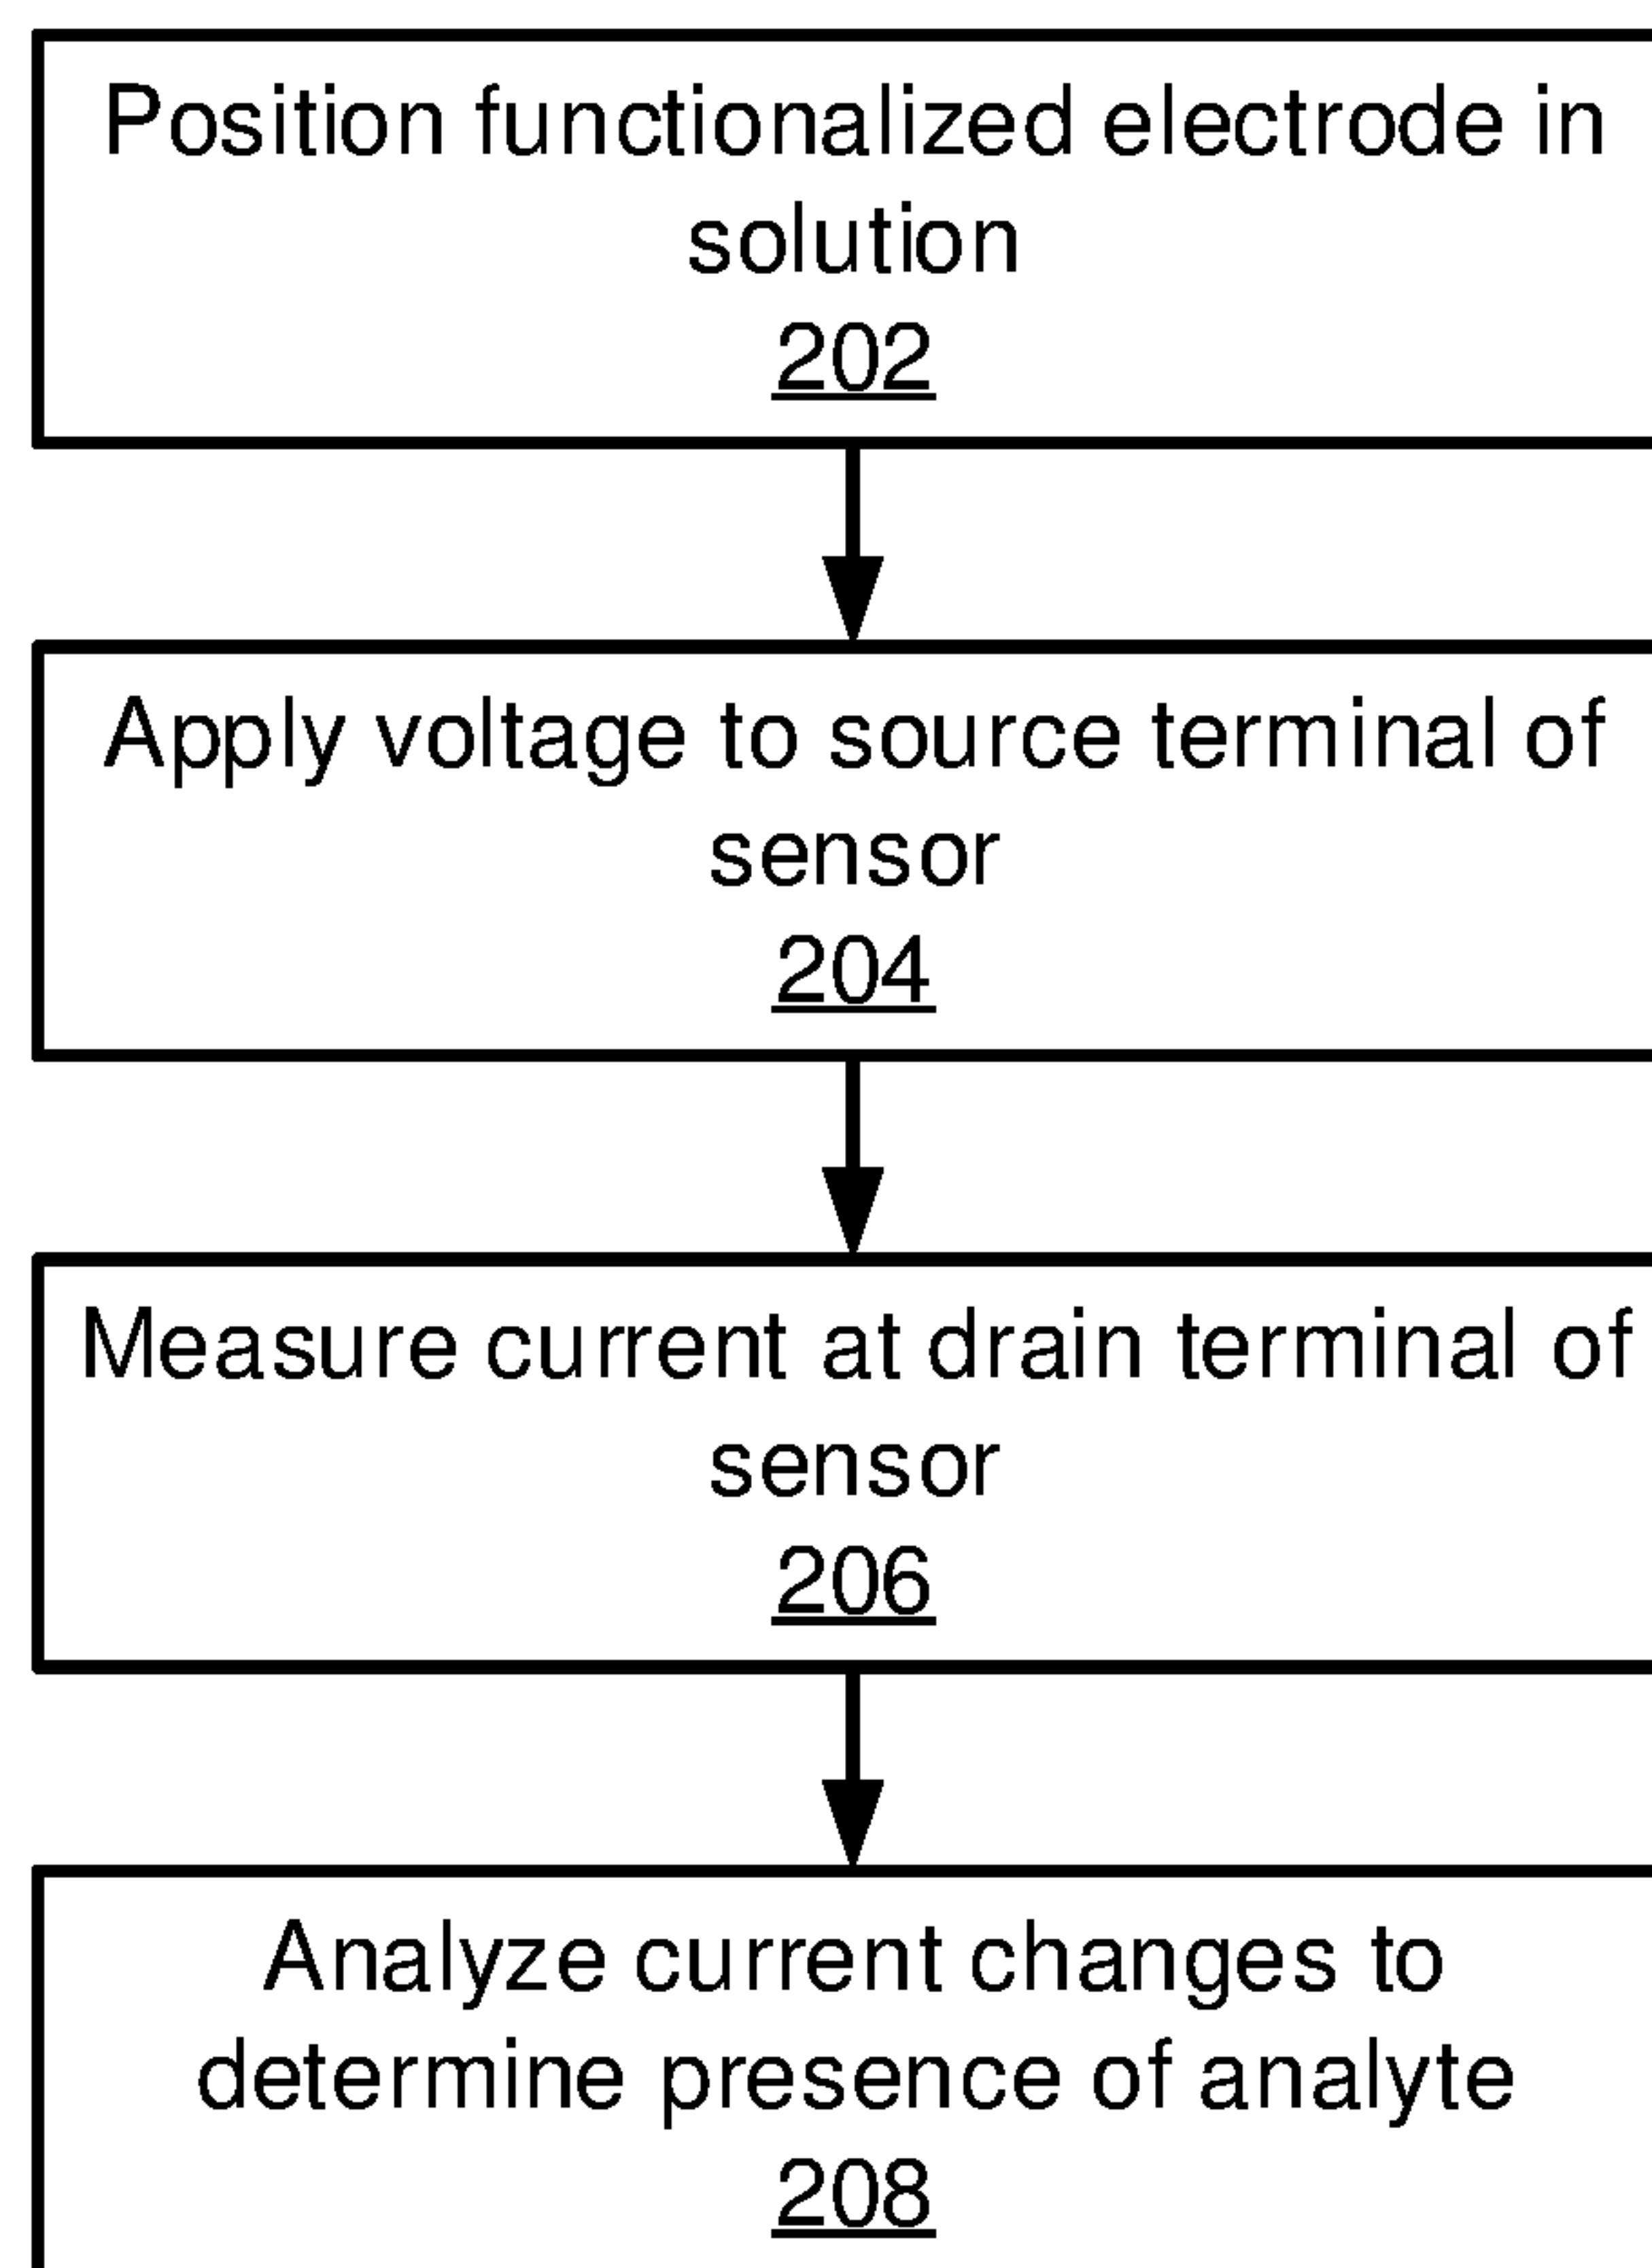 Position functionalized electrode in
solution
202
Apply voltage to source terminal of
sensor
204
Measure current at drain terminal of
sensor
206
Analyze current changes to
determine presence of analyte
208